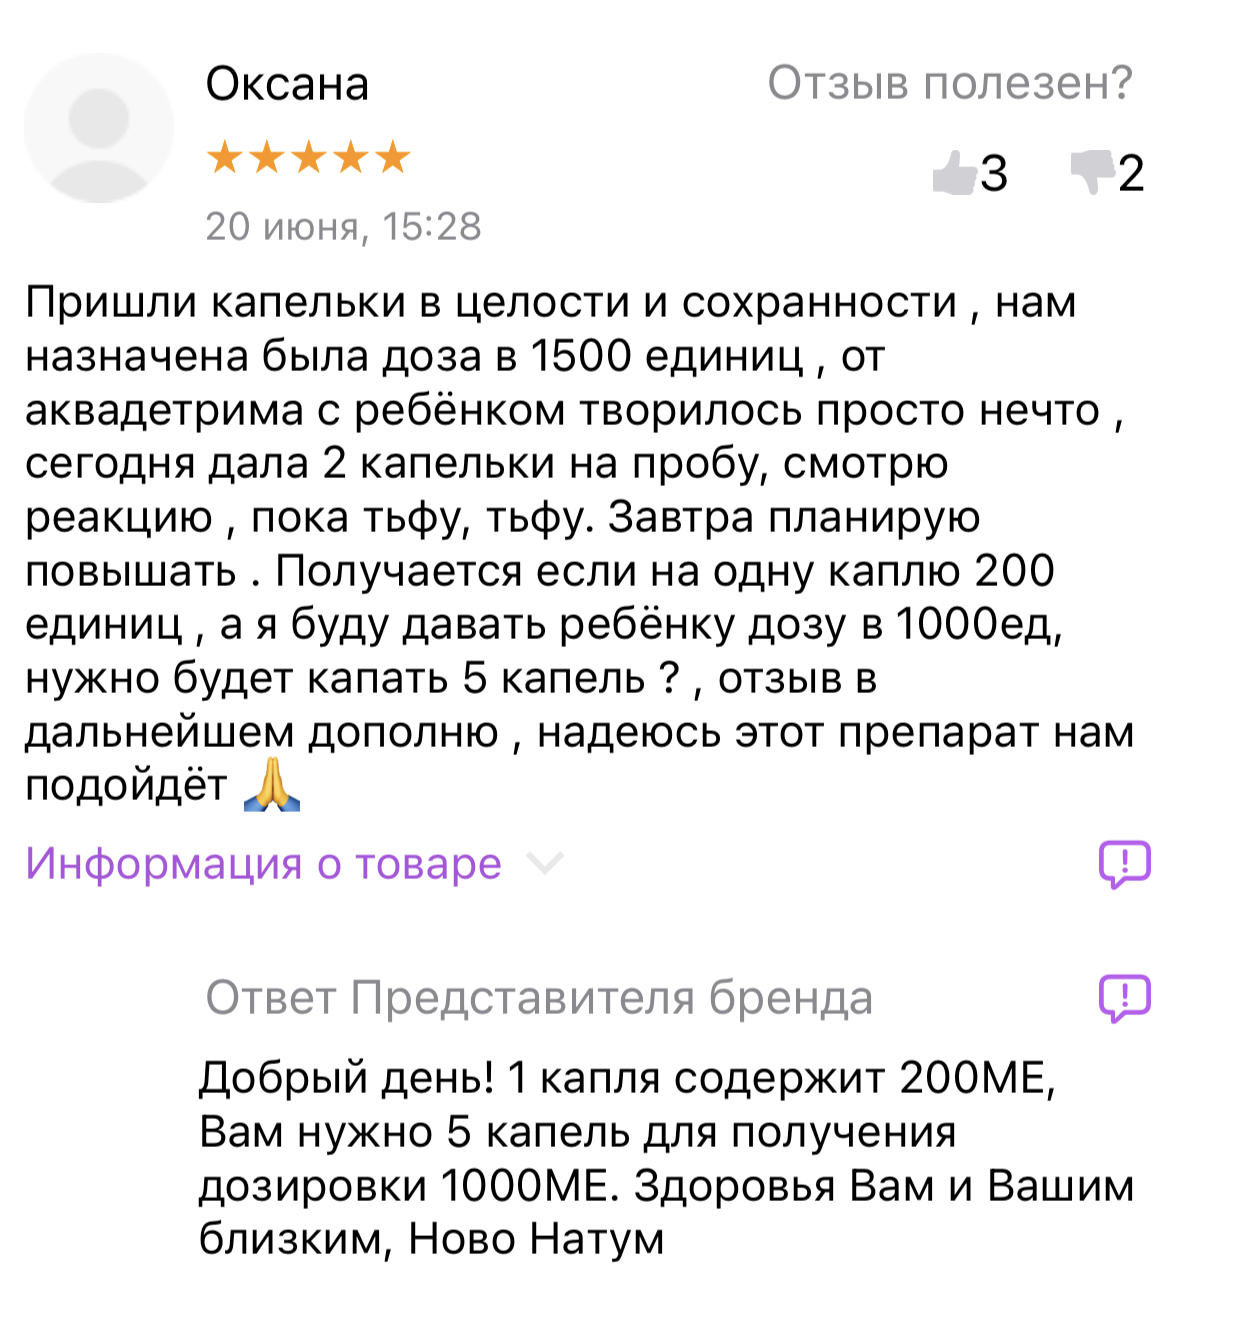 Оксана
Отзыв полезен?
3 2
20 июня, 15:28
Пришли капельки в целости и сохранности , нам
назначена была доза в 1500 единиц , от
аквадетрима с ребёнком творилось просто нечто ,
сегодня дала 2 капельки на пробу, смотрю
реакцию , пока тьфу, тьфу. Завтра планирую
повышать . Получается если на одну каплю 200
единиц , а я буду давать ребёнку дозу в 1000ед,
нужно будет капать 5 капель ? , отзыв в
дальнейшем дополню , надеюсь этот препарат нам
подойдёт 🙏
Информация о товаре
Ответ Представителя бренда
Добрый день! 1 капля содержит 200МЕ,
Вам нужно 5 капель для получения
дозировки 1000МЕ. Здоровья Вам и Вашим
близким, Ново Натум